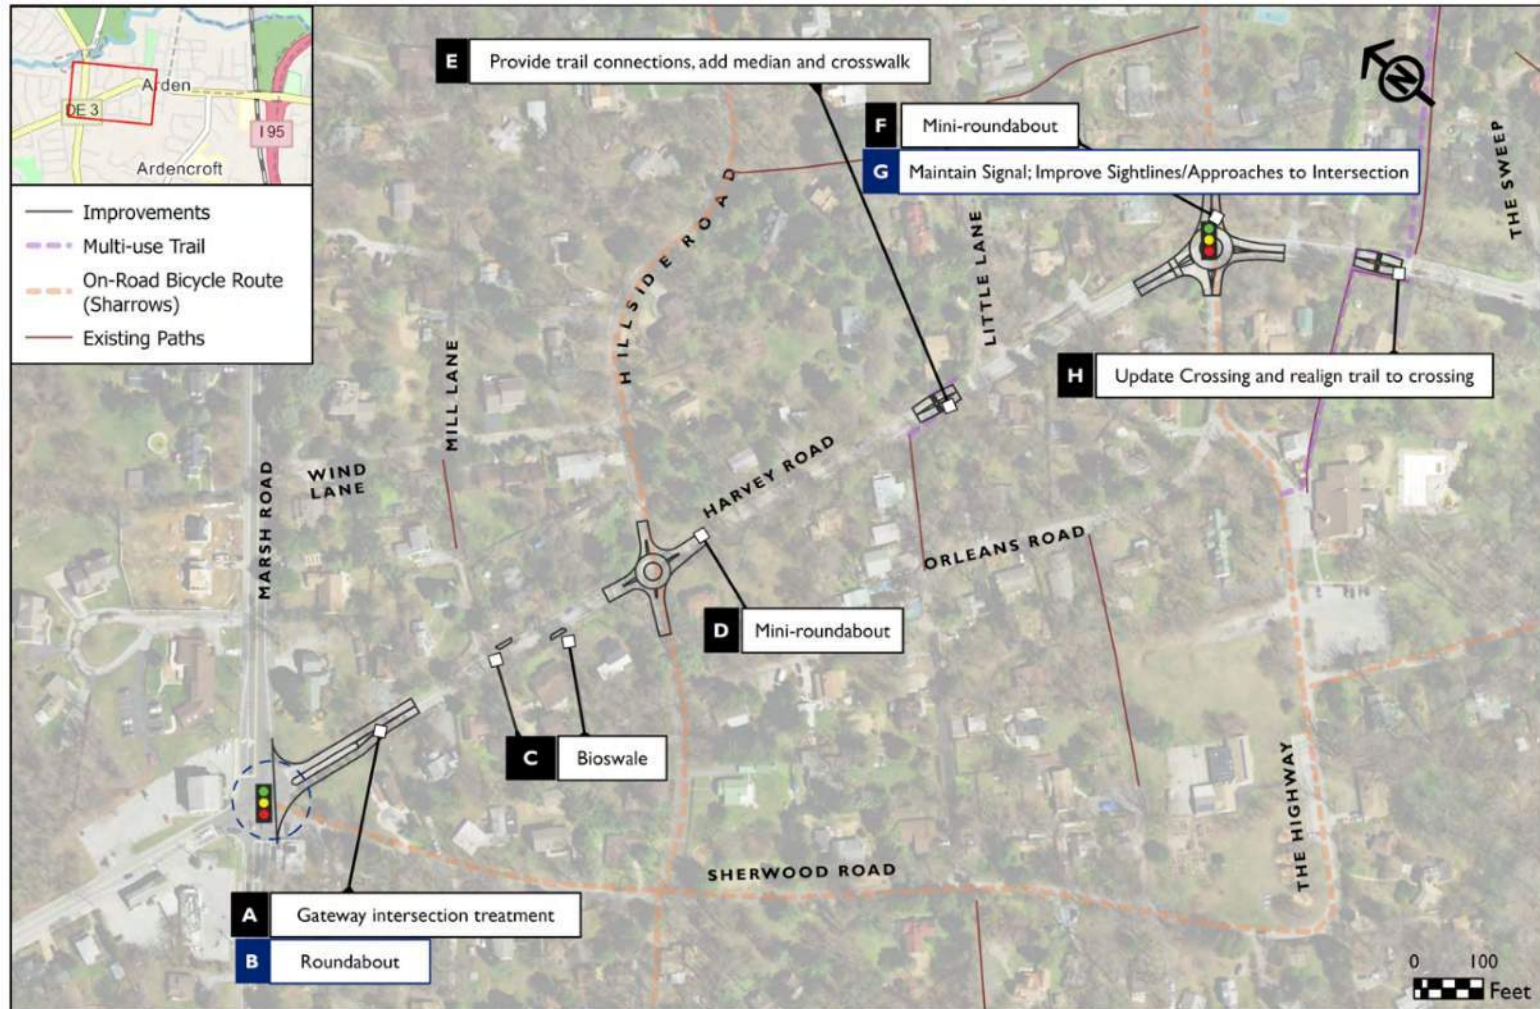 Arden
DE 3
I 95
Ardencroft
Improvements
Multi-use Trail
On-Road Bicycle Route
(Sharrows)
Existing Paths
E Provide trail connections, add median and crosswalk
F Mini-roundabout
G Maintain Signal; Improve Sightlines/Approaches to Intersection
N
THE SWEEP
HILLSIDE ROAD
LITTLE LANE
MILL LANE
H Update Crossing and realign trail to crossing
MARSH ROAD
WIND
LANE
HARVEY ROAD
ORLEANS ROAD
D Mini-roundabout
C Bioswale
THE HIGHWAY
SHERWOOD ROAD
A Gateway intersection treatment
B Roundabout
0 100
Feet